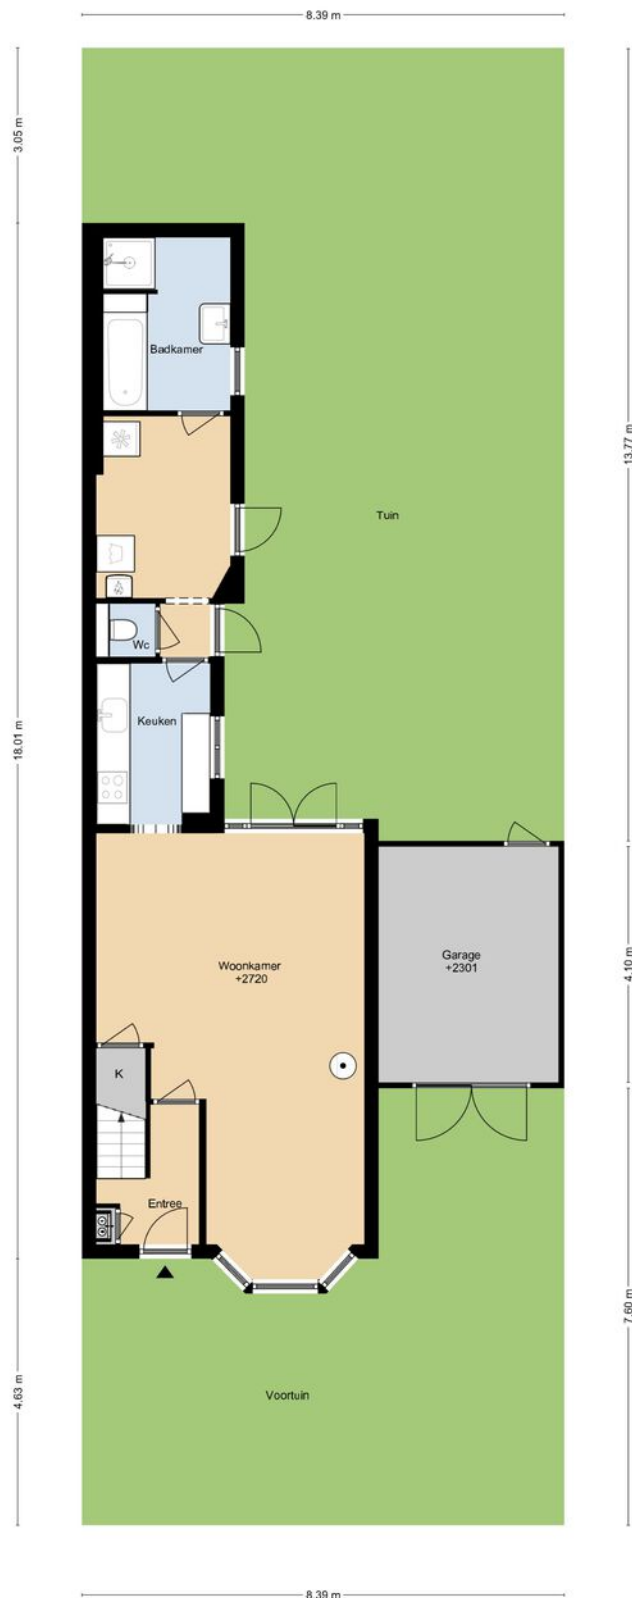 8.39 m
3.05 m
13.77 m
Badkamer
Tuin
Wc
Keuken
18.01 m
Woonkamer
+2720
Garage
+2301
4.10 m
K
Entree
7.60 m
4.63 m
Voortuin
8.39 m